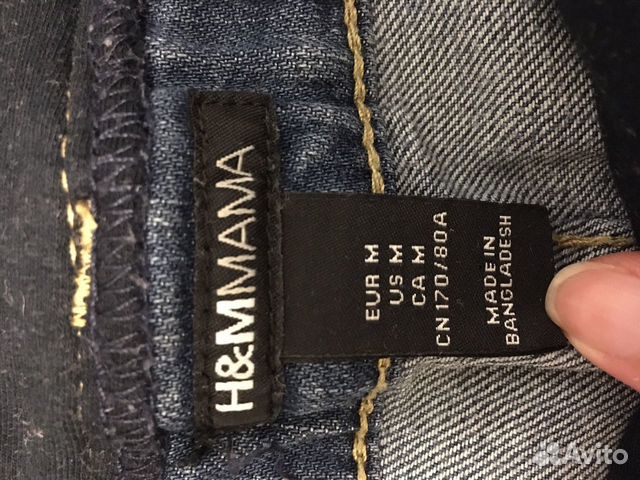 H&MMAMA
EUR M
US M
CA M
CN 170/80A
MADE IN
BANGLADESH
Avito